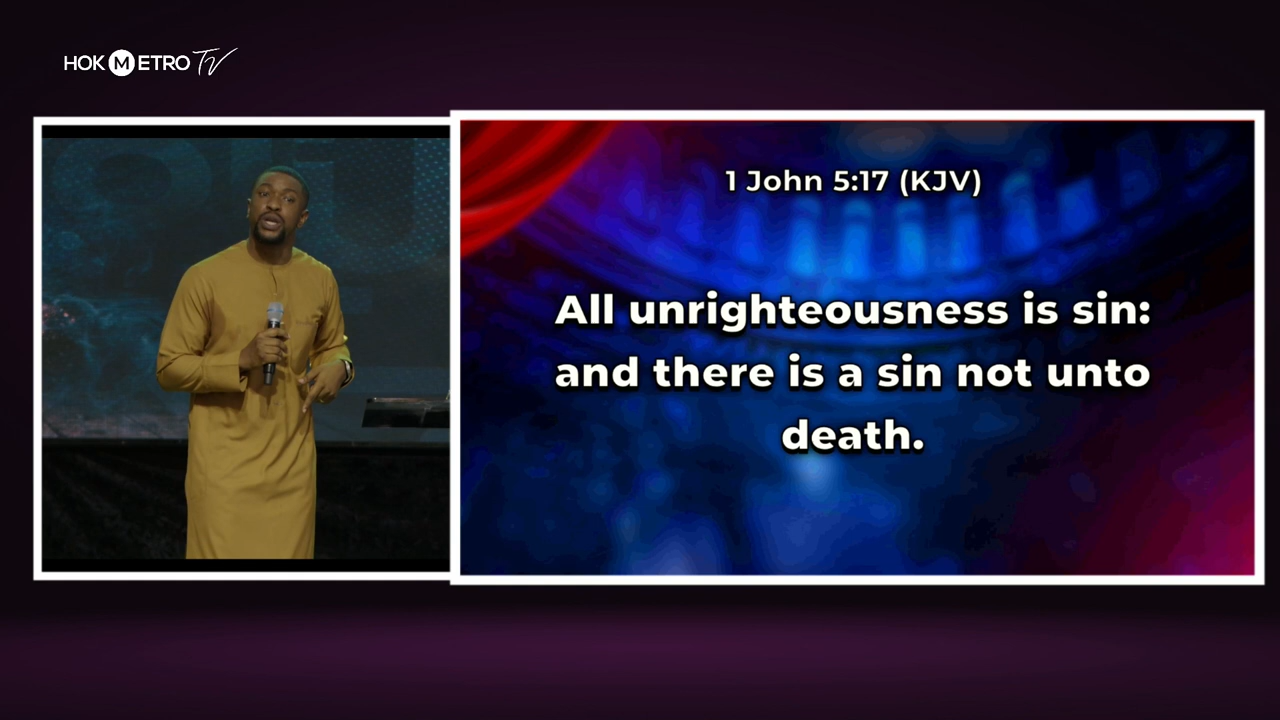 HOK METRO TV
1 John 5:17 (KJV)
All unrighteousness is sin:
and there is a sin not unto
death.